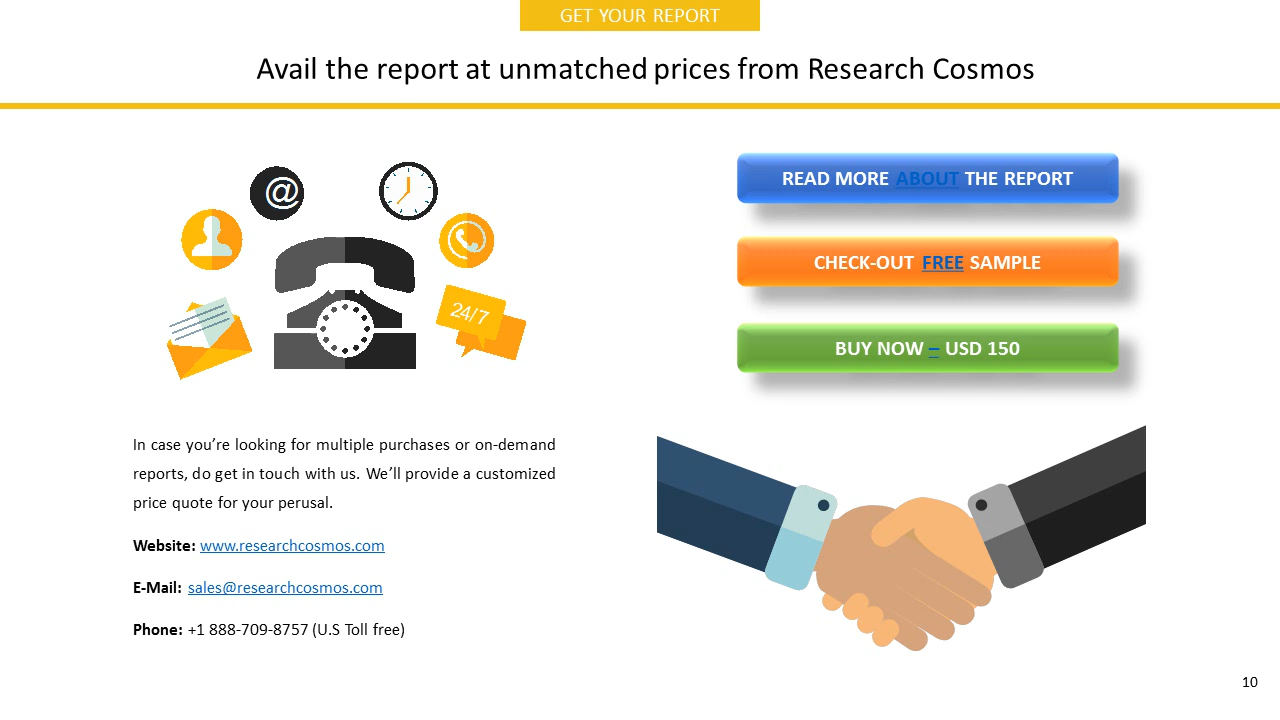 GET YOUR REPORT
Avail the report at unmatched prices from Research Cosmos
@
24/7
READ MORE ABOUT THE REPORT
CHECK-OUT FREE SAMPLE
BUY NOW – USD 150
In case you’re looking for multiple purchases or on-demand
reports, do get in touch with us. We’ll provide a customized
price quote for your perusal.
Website: www.researchcosmos.com
E-Mail: sales@researchcosmos.com
Phone: +1 888-709-8757 (U.S Toll free)
10